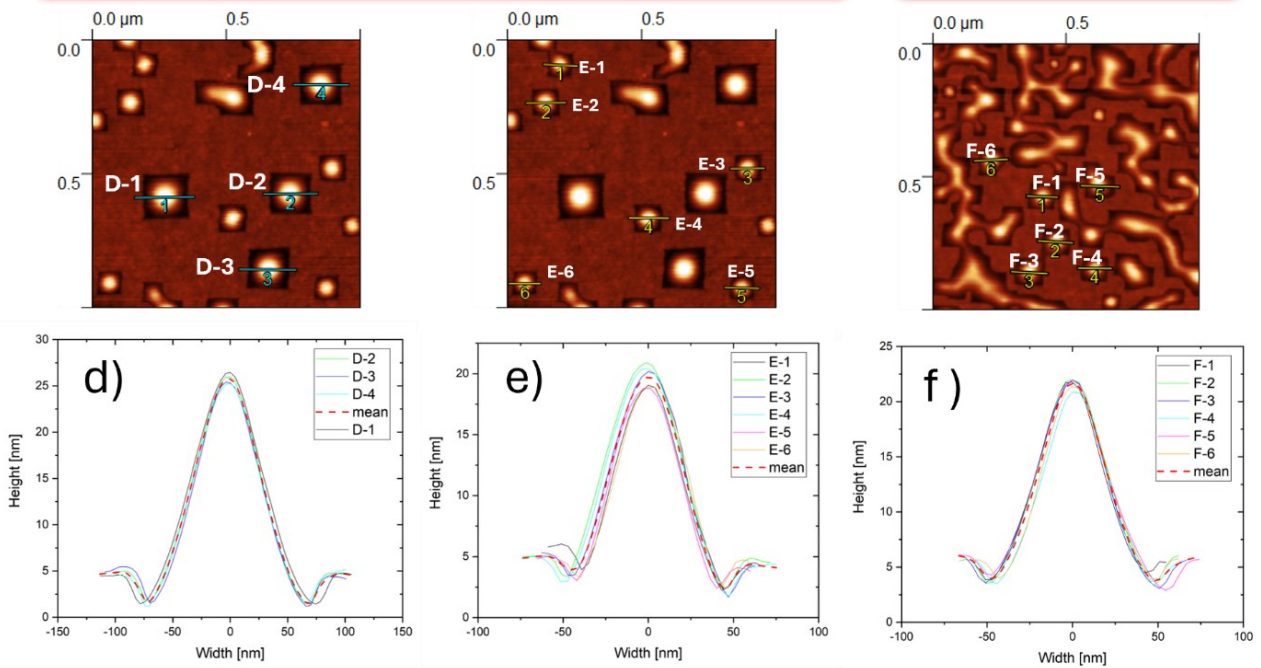 0.0 µm 0.5
0.0
0.5
D-4
4
D-1
1
D-2
2
D-3
3
0.0 µm 0.5
0.0
0.5
E-1
1
E-2
2
E-3
3
E-4
4
E-6
6
E-5
5
0.0 µm 0.5
0.0
0.5
F-6
6
F-1
1
F-5
5
F-2
2
F-3
3
F-4
4
d)
30
25
20
15
10
5
0
-150 -100 -50 0 50 100 150
Height [nm]
Width [nm]
D-2
D-3
D-4
mean
D-1
e)
20
15
10
5
0
-100 -50 0 50 100
Height [nm]
Width [nm]
E-1
E-2
E-3
E-4
E-5
E-6
mean
f)
25
20
15
10
5
0
-100 -50 0 50 100
Height [nm]
Width [nm]
F-1
F-2
F-3
F-4
F-5
F-6
mean